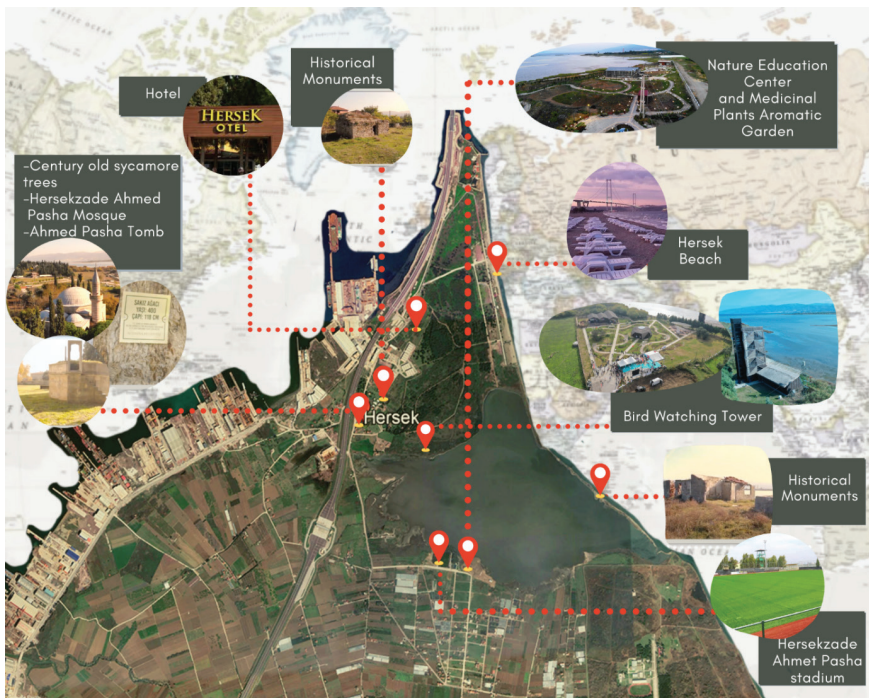 Hotel
HERSEK
OTEL
Historical
Monuments
Nature Education
Center
and Medicinal
Plants Aromatic
Garden
-Century old sycamore
trees
-Hersekzade Ahmed
Pasha Mosque
-Ahmed Pasha Tomb
Hersek
Beach
Hersek
Bird Watching Tower
Historical
Monuments
Hersekzade
Ahmet Pasha
stadium